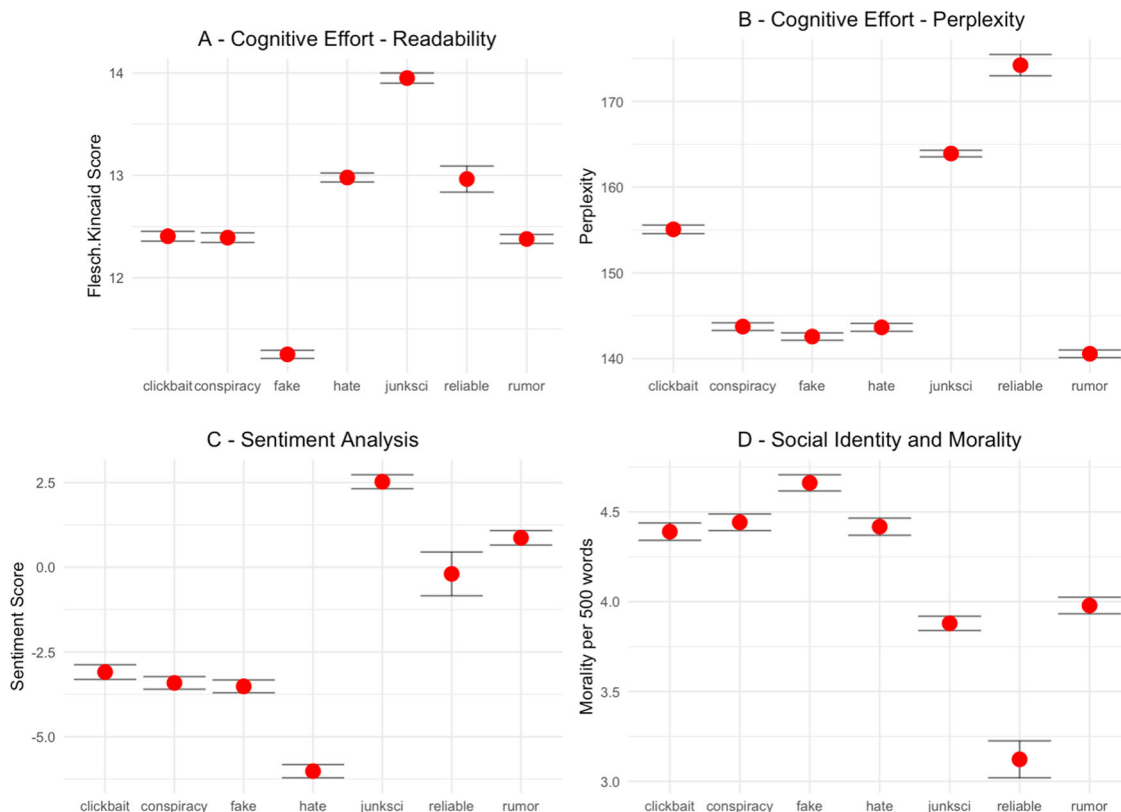 A - Cognitive Effort - Readability
Flesch.Kincaid Score
14
13
12
clickbait conspiracy fake hate junksci reliable rumor
B - Cognitive Effort - Perplexity
Perplexity
170
160
150
140
clickbait conspiracy fake hate junksci reliable rumor
C - Sentiment Analysis
Sentiment Score
2.5
0.0
-2.5
-5.0
clickbait conspiracy fake hate junksci reliable rumor
D - Social Identity and Morality
Morality per 500 words
4.5
4.0
3.5
3.0
clickbait conspiracy fake hate junksci reliable rumor